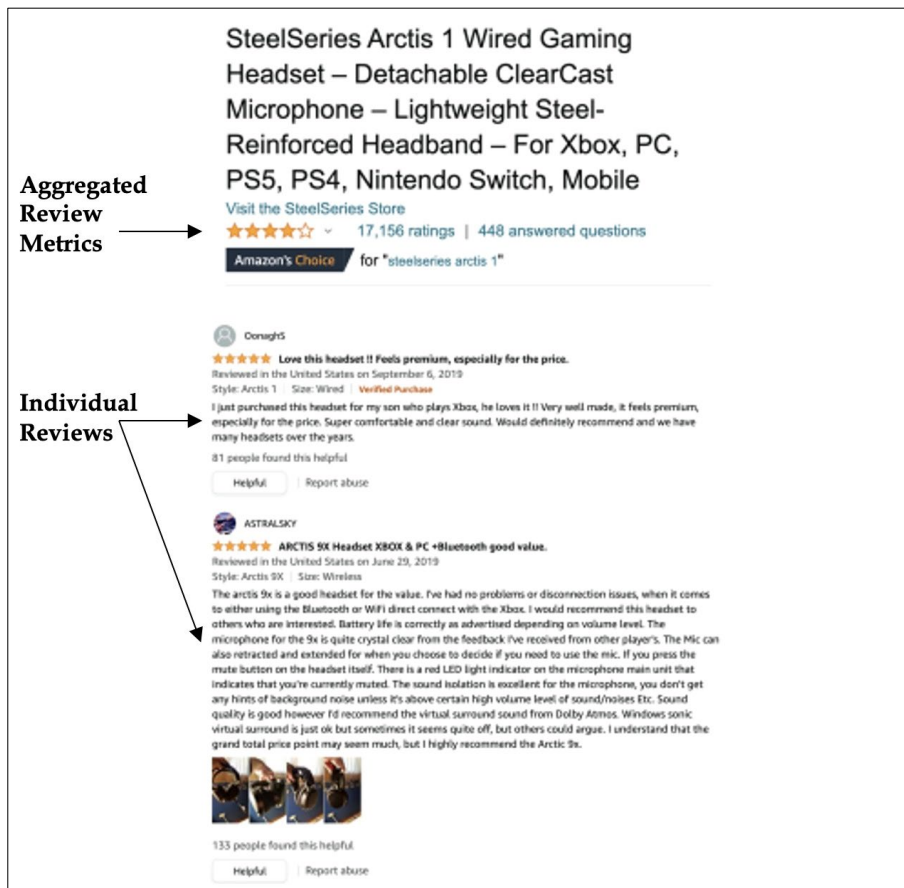 SteelSeries Arctis 1 Wired Gaming
Headset – Detachable ClearCast
Microphone – Lightweight Steel-
Reinforced Headband – For Xbox, PC,
PS5, PS4, Nintendo Switch, Mobile
Visit the SteelSeries Store
Aggregated
Review
Metrics
17,156 ratings | 448 answered questions
Amazon's Choice for "steelseries arctis 1"
OonaghS
Love this headset !! Feels premium, especially for the price.
Reviewed in the United States on September 6, 2019
Style: Arctis 1 | Size: Wired | Verified Purchase
Individual
Reviews
I just purchased this headset for my son who plays Xbox, he loves it !! Very well made, it feels premium,
especially for the price. Super comfortable and clear sound. Would definitely recommend and we have
many headsets over the years.
81 people found this helpful
Helpful | Report abuse
ASTRALSKY
ARCTIS 9X Headset XBOX & PC +Bluetooth good value.
Reviewed in the United States on June 29, 2019
Style: Arctis 9X | Size: Wireless
The arctis 9x is a good headset for the value. I've had no problems or disconnection issues, when it comes
to either using the Bluetooth or WiFi direct connect with the Xbox. I would recommend this headset to
others who are interested. Battery life is correctly as advertised depending on volume level. The
microphone for the 9x is quite crystal clear from the feedback I've received from other player's. The Mic can
also retracted and extended for when you choose to decide if you need to use the mic. If you press the
mute button on the headset itself. There is a red LED light indicator on the microphone main unit that
indicates that you're currently muted. The sound isolation is excellent for the microphone, you don't get
any hints of background noise unless it's above certain high volume level of sound/noises Etc. Sound
quality is good however I'd recommend the virtual surround sound from Dolby Atmos. Windows sonic
virtual surround is just ok but sometimes it seems quite off, but others could argue. I understand that the
grand total price point may seem much, but I highly recommend the Arctic 9x.
133 people found this helpful
Helpful | Report abuse